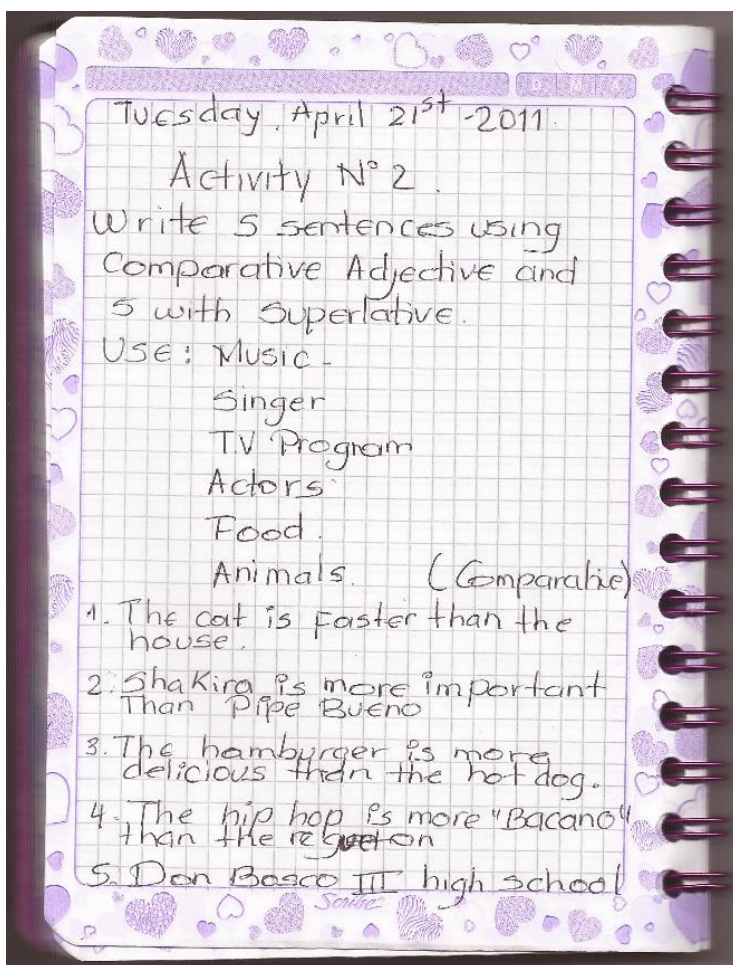 D M A
Tuesday, April 21st -2011.
Activity N° 2.
Write 5 sentences using
Comparative Adjective and
5 with Superlative.
Use: Music -
Singer
T.V Program
Actors.
Food.
Animals. (Comparative)
1. The cat is faster than the
house.
2. Shakira is more important
Than Pipe Bueno
3. The hamburger is more
delicious than the hot dog.
4. The hip hop is more "Bacano"
than the regueton
5. Don Bosco III high school
Scribe